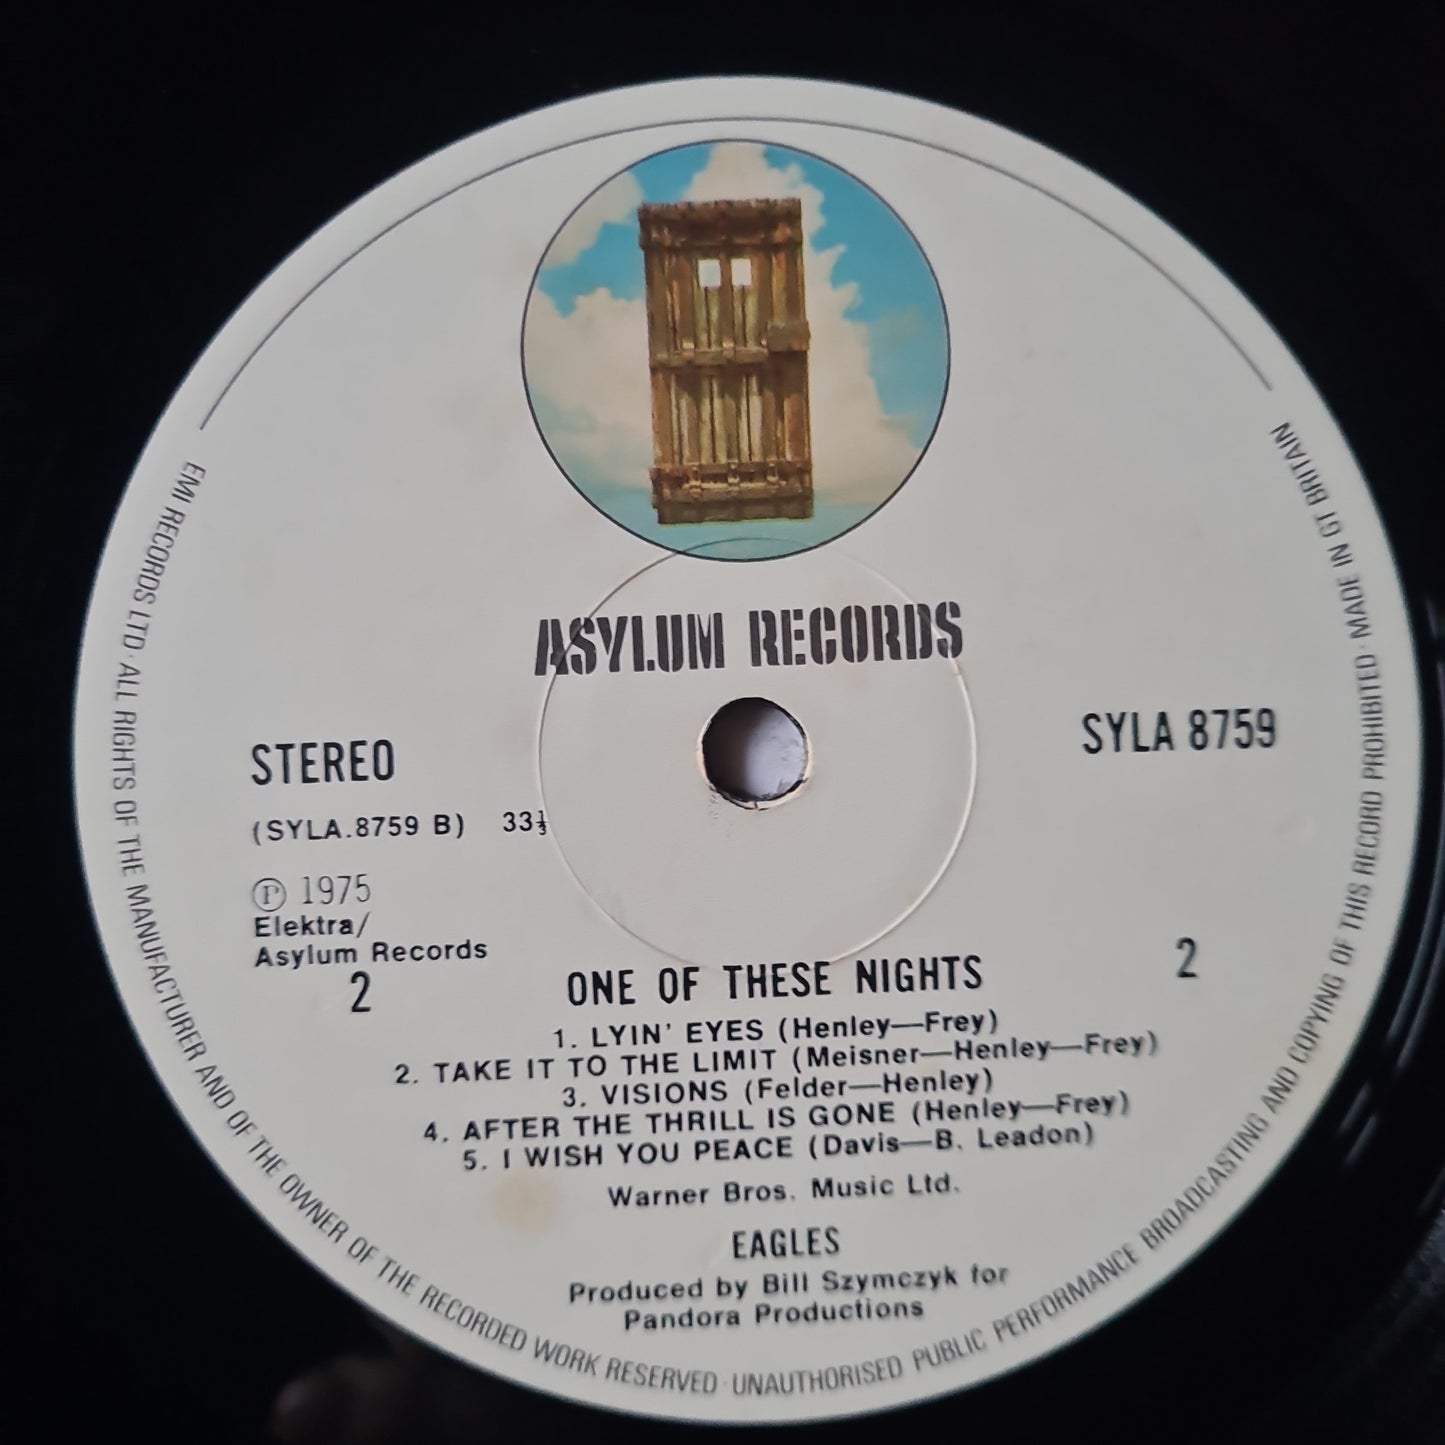 ASYLUM RECORDS
STEREO
SYLA 8759
(SYLA.8759 B) 33⅓
Ⓟ 1975
Elektra/
Asylum Records
2
2
ONE OF THESE NIGHTS
1. LYIN' EYES (Henley—Frey)
2. TAKE IT TO THE LIMIT (Meisner—Henley—Frey)
3. VISIONS (Felder—Henley)
4. AFTER THE THRILL IS GONE (Henley—Frey)
5. I WISH YOU PEACE (Davis—B. Leadon)
Warner Bros. Music Ltd.
EAGLES
Produced by Bill Szymczyk for
Pandora Productions
EMI RECORDS LTD · ALL RIGHTS OF THE MANUFACTURER AND OF THE OWNER OF THE RECORDED WORK RESERVED · UNAUTHORISED PUBLIC PERFORMANCE BROADCASTING AND COPYING OF THIS RECORD PROHIBITED · MADE IN GT BRITAIN